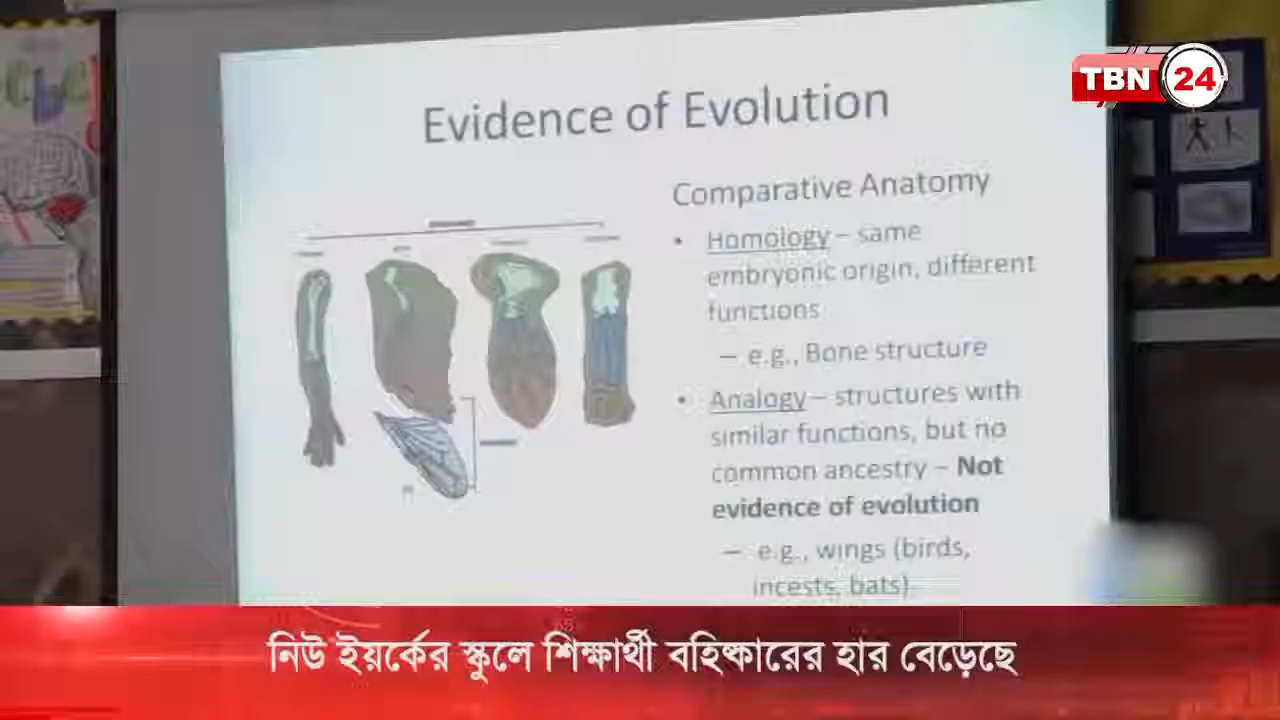 TBN 24
Evidence of Evolution
Comparative Anatomy
• Homology – same
embryonic origin, different
functions
– e.g., Bone structure
• Analogy – structures with
similar functions, but no
common ancestry – Not
evidence of evolution
– e.g., wings (birds,
incests, bats)
নিউ ইয়র্কের স্কুলে শিক্ষার্থী বহিষ্কারের হার বেড়েছে